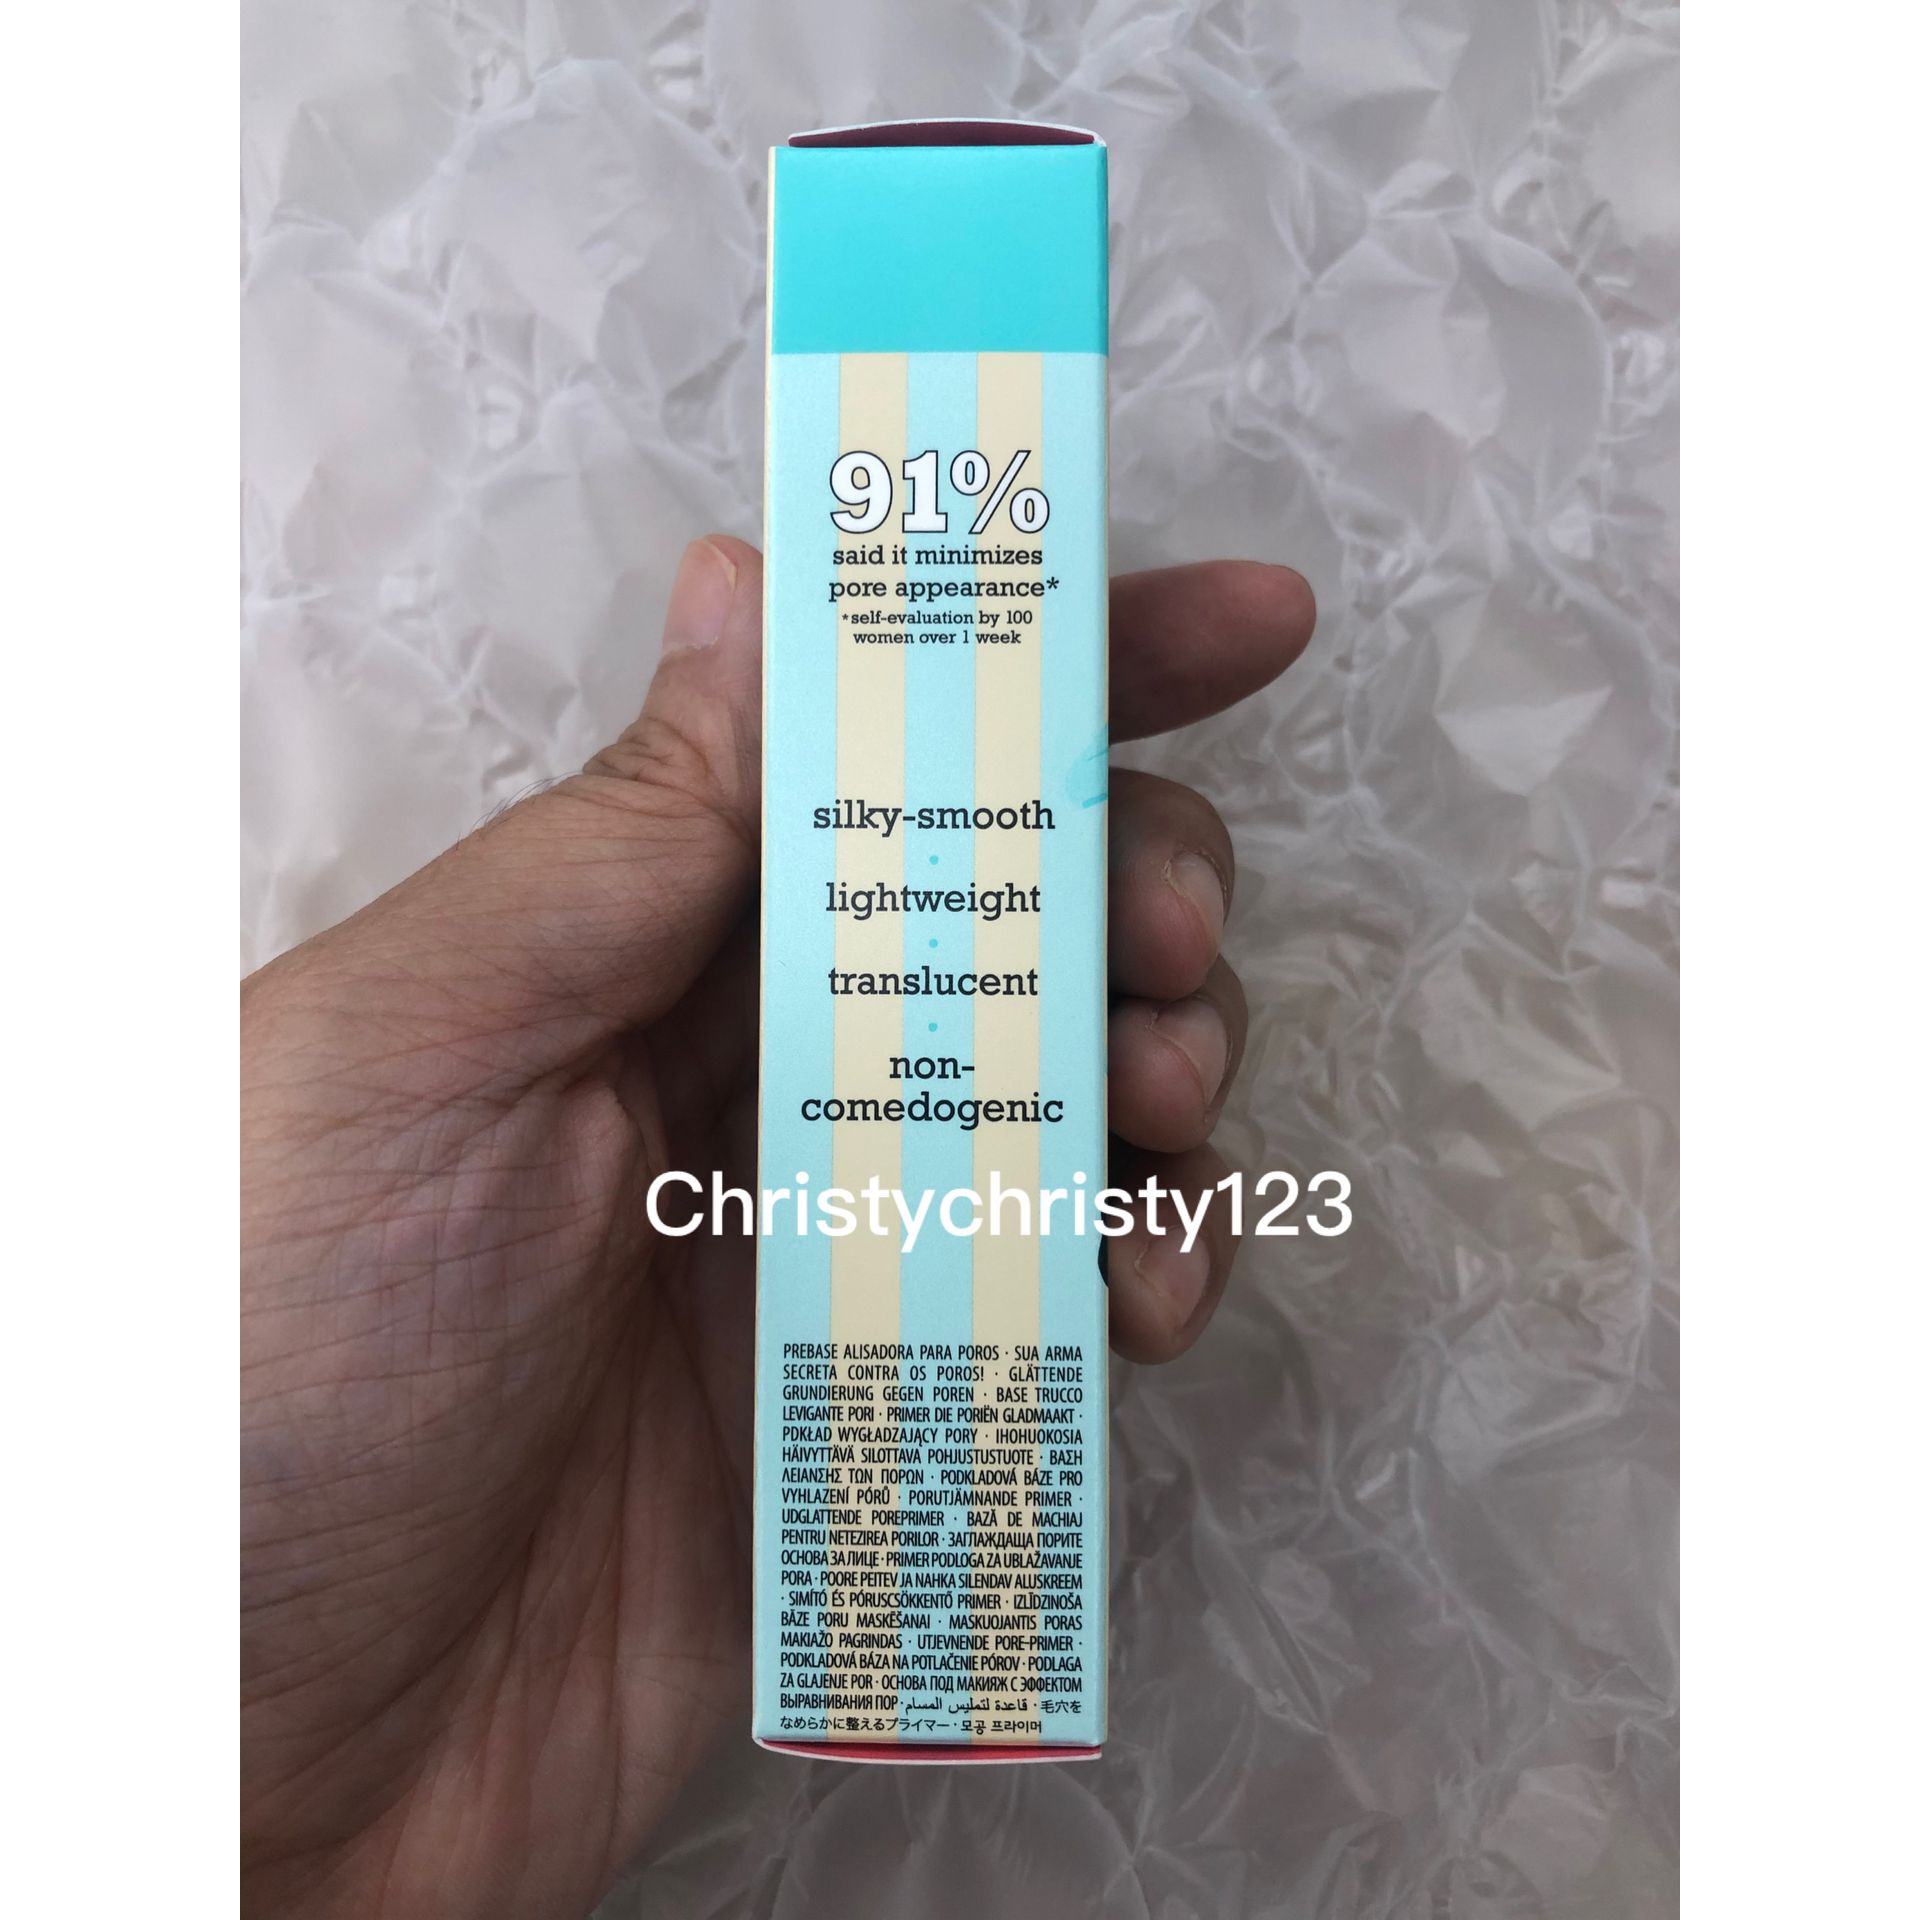 91%
said it minimizes
pore appearance*
*self-evaluation by 100
women over 1 week
silky-smooth
•
lightweight
•
translucent
•
non-
comedogenic
Christychristy123
PREBASE ALISADORA PARA POROS · SUA ARMA
SECRETA CONTRA OS POROS! · GLÄTTENDE
GRUNDIERUNG GEGEN POREN · BASE TRUCCO
LEVIGANTE PORI · PRIMER DIE PORIËN GLADMAAKT ·
PDKŁAD WYGŁADZAJĄCY PORY · IHOHUOKOSIA
HÄIVYTTÄVÄ SILOTTAVA POHJUSTUSTUOTE · ΒΑΣΗ
ΛΕΙΑΝΣΗΣ ΤΩΝ ΠΟΡΩΝ · PODKLADOVÁ BÁZE PRO
VYHLAZENÍ PÓRŮ · PORUTJÄMNANDE PRIMER ·
UDGLATTENDE POREPRIMER · BAZĂ DE MACHIAJ
PENTRU NETEZIREA PORILOR · ЗАГЛАЖДАЩА ПОРИТЕ
ОСНОВА ЗА ЛИЦЕ · PRIMER PODLOGA ZA UBLAŽAVANJE
PORA · POORE PEITEV JA NAHKA SILENDAV ALUSKREEM
· SIMÍTÓ ÉS PÓRUSCSÖKKENTŐ PRIMER · IZLĪDZINOŠA
BĀZE PORU MASKĒŠANAI · MASKUOJANTIS PORAS
MAKIAŽO PAGRINDAS · UTJEVNENDE PORE-PRIMER ·
PODKLADOVÁ BÁZA NA POTLAČENIE PÓROV · PODLAGA
ZA GLAJENJE POR · ОСНОВА ПОД МАКИЯЖ С ЭФФЕКТОМ
ВЫРАВНИВАНИЯ ПОР · قاعدة لتمليس المسام · 毛穴を
なめらかに整えるプライマー · 모공 프라이머